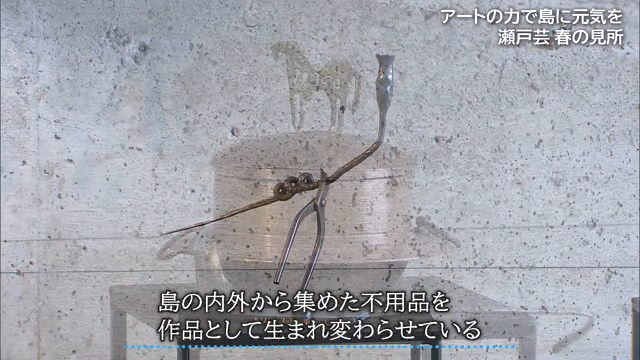 アートの力で島に元気を
瀬戸芸 春の見所
島の内外から集めた不用品を
作品として生まれ変わらせている